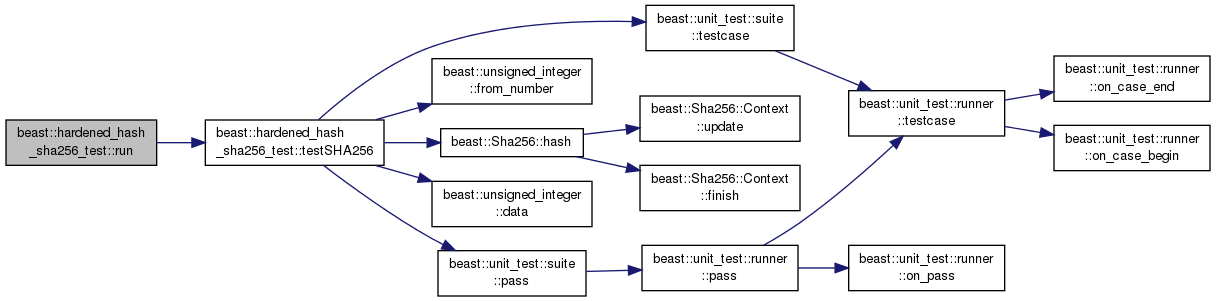 beast::hardened_hash
_sha256_test::run
beast::hardened_hash
_sha256_test::testSHA256
beast::unit_test::suite
::testcase
beast::unsigned_integer
::from_number
beast::Sha256::hash
beast::unsigned_integer
::data
beast::unit_test::suite
::pass
beast::Sha256::Context
::update
beast::Sha256::Context
::finish
beast::unit_test::runner
::pass
beast::unit_test::runner
::testcase
beast::unit_test::runner
::on_pass
beast::unit_test::runner
::on_case_end
beast::unit_test::runner
::on_case_begin